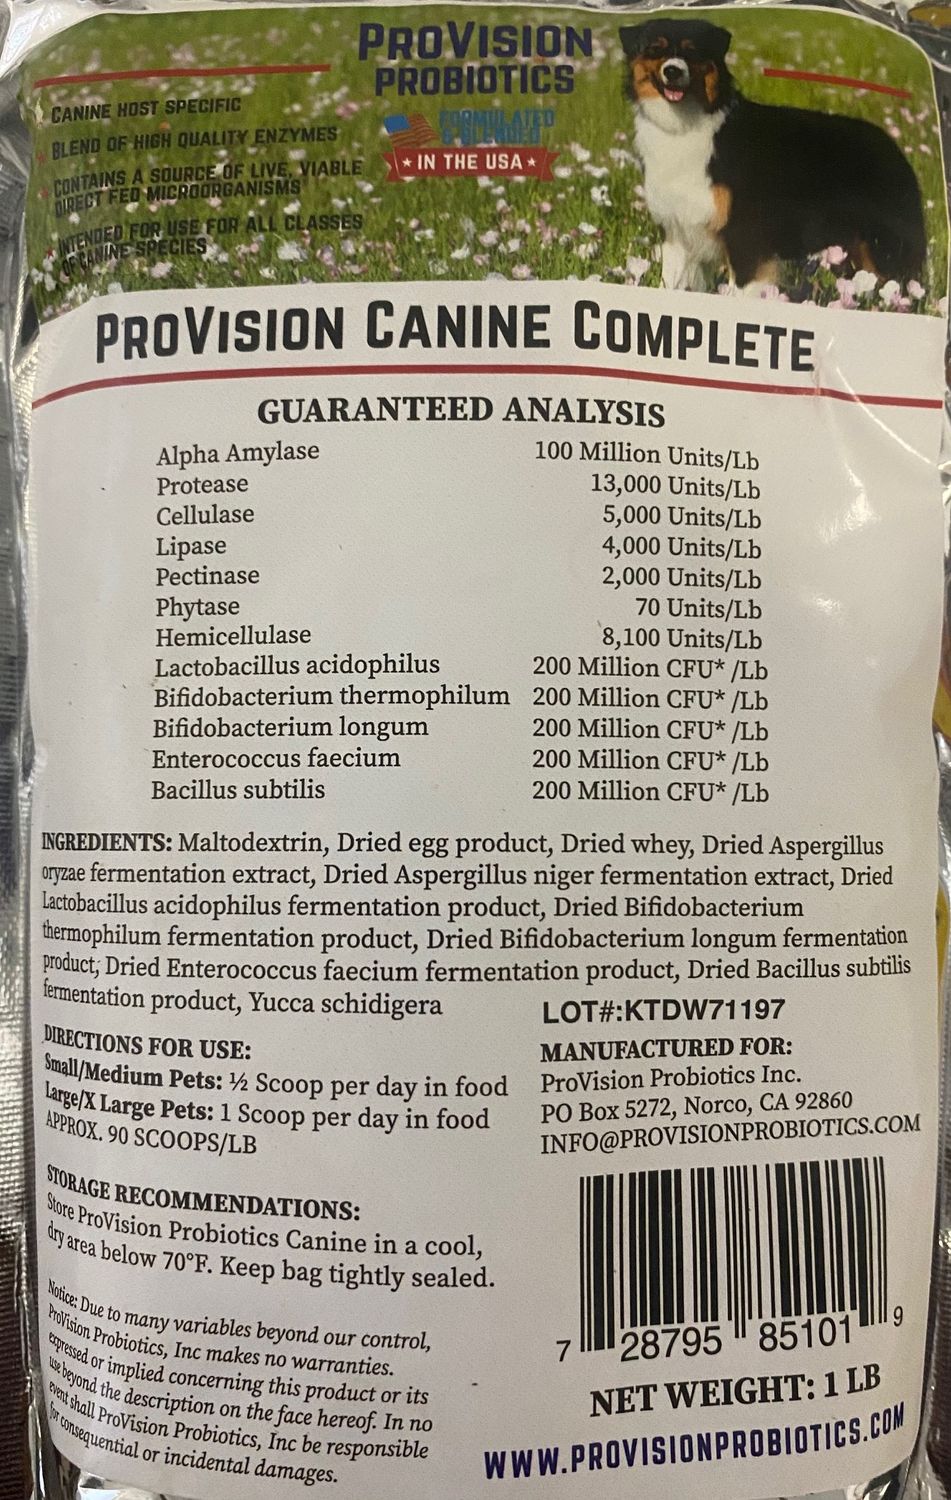 PROVISION
PROBIOTICS
FORMULATED
& BLENDED
★ IN THE USA ★
CANINE HOST SPECIFIC
BLEND OF HIGH QUALITY ENZYMES
CONTAINS A SOURCE OF LIVE, VIABLE
DIRECT FED MICROORGANISMS
INTENDED FOR USE FOR ALL CLASSES
OF CANINE SPECIES
PROVISION CANINE COMPLETE
GUARANTEED ANALYSIS
Alpha Amylase 100 Million Units/Lb
Protease 13,000 Units/Lb
Cellulase 5,000 Units/Lb
Lipase 4,000 Units/Lb
Pectinase 2,000 Units/Lb
Phytase 70 Units/Lb
Hemicellulase 8,100 Units/Lb
Lactobacillus acidophilus 200 Million CFU* /Lb
Bifidobacterium thermophilum 200 Million CFU* /Lb
Bifidobacterium longum 200 Million CFU* /Lb
Enterococcus faecium 200 Million CFU* /Lb
Bacillus subtilis 200 Million CFU* /Lb
INGREDIENTS: Maltodextrin, Dried egg product, Dried whey, Dried Aspergillus
oryzae fermentation extract, Dried Aspergillus niger fermentation extract, Dried
Lactobacillus acidophilus fermentation product, Dried Bifidobacterium
thermophilum fermentation product, Dried Bifidobacterium longum fermentation
product, Dried Enterococcus faecium fermentation product, Dried Bacillus subtilis
fermentation product, Yucca schidigera
LOT#:KTDW71197
DIRECTIONS FOR USE:
Small/Medium Pets: ½ Scoop per day in food
Large/X Large Pets: 1 Scoop per day in food
APPROX. 90 SCOOPS/LB
MANUFACTURED FOR:
ProVision Probiotics Inc.
PO Box 5272, Norco, CA 92860
INFO@PROVISIONPROBIOTICS.COM
STORAGE RECOMMENDATIONS:
Store ProVision Probiotics Canine in a cool,
dry area below 70°F. Keep bag tightly sealed.
Notice: Due to many variables beyond our control,
ProVision Probiotics, Inc makes no warranties.
expressed or implied concerning this product or its
use beyond the description on the face hereof. In no
event shall ProVision Probiotics, Inc be responsible
for consequential or incidental damages.
7 28795 85101 9
NET WEIGHT: 1 LB
WWW.PROVISIONPROBIOTICS.COM